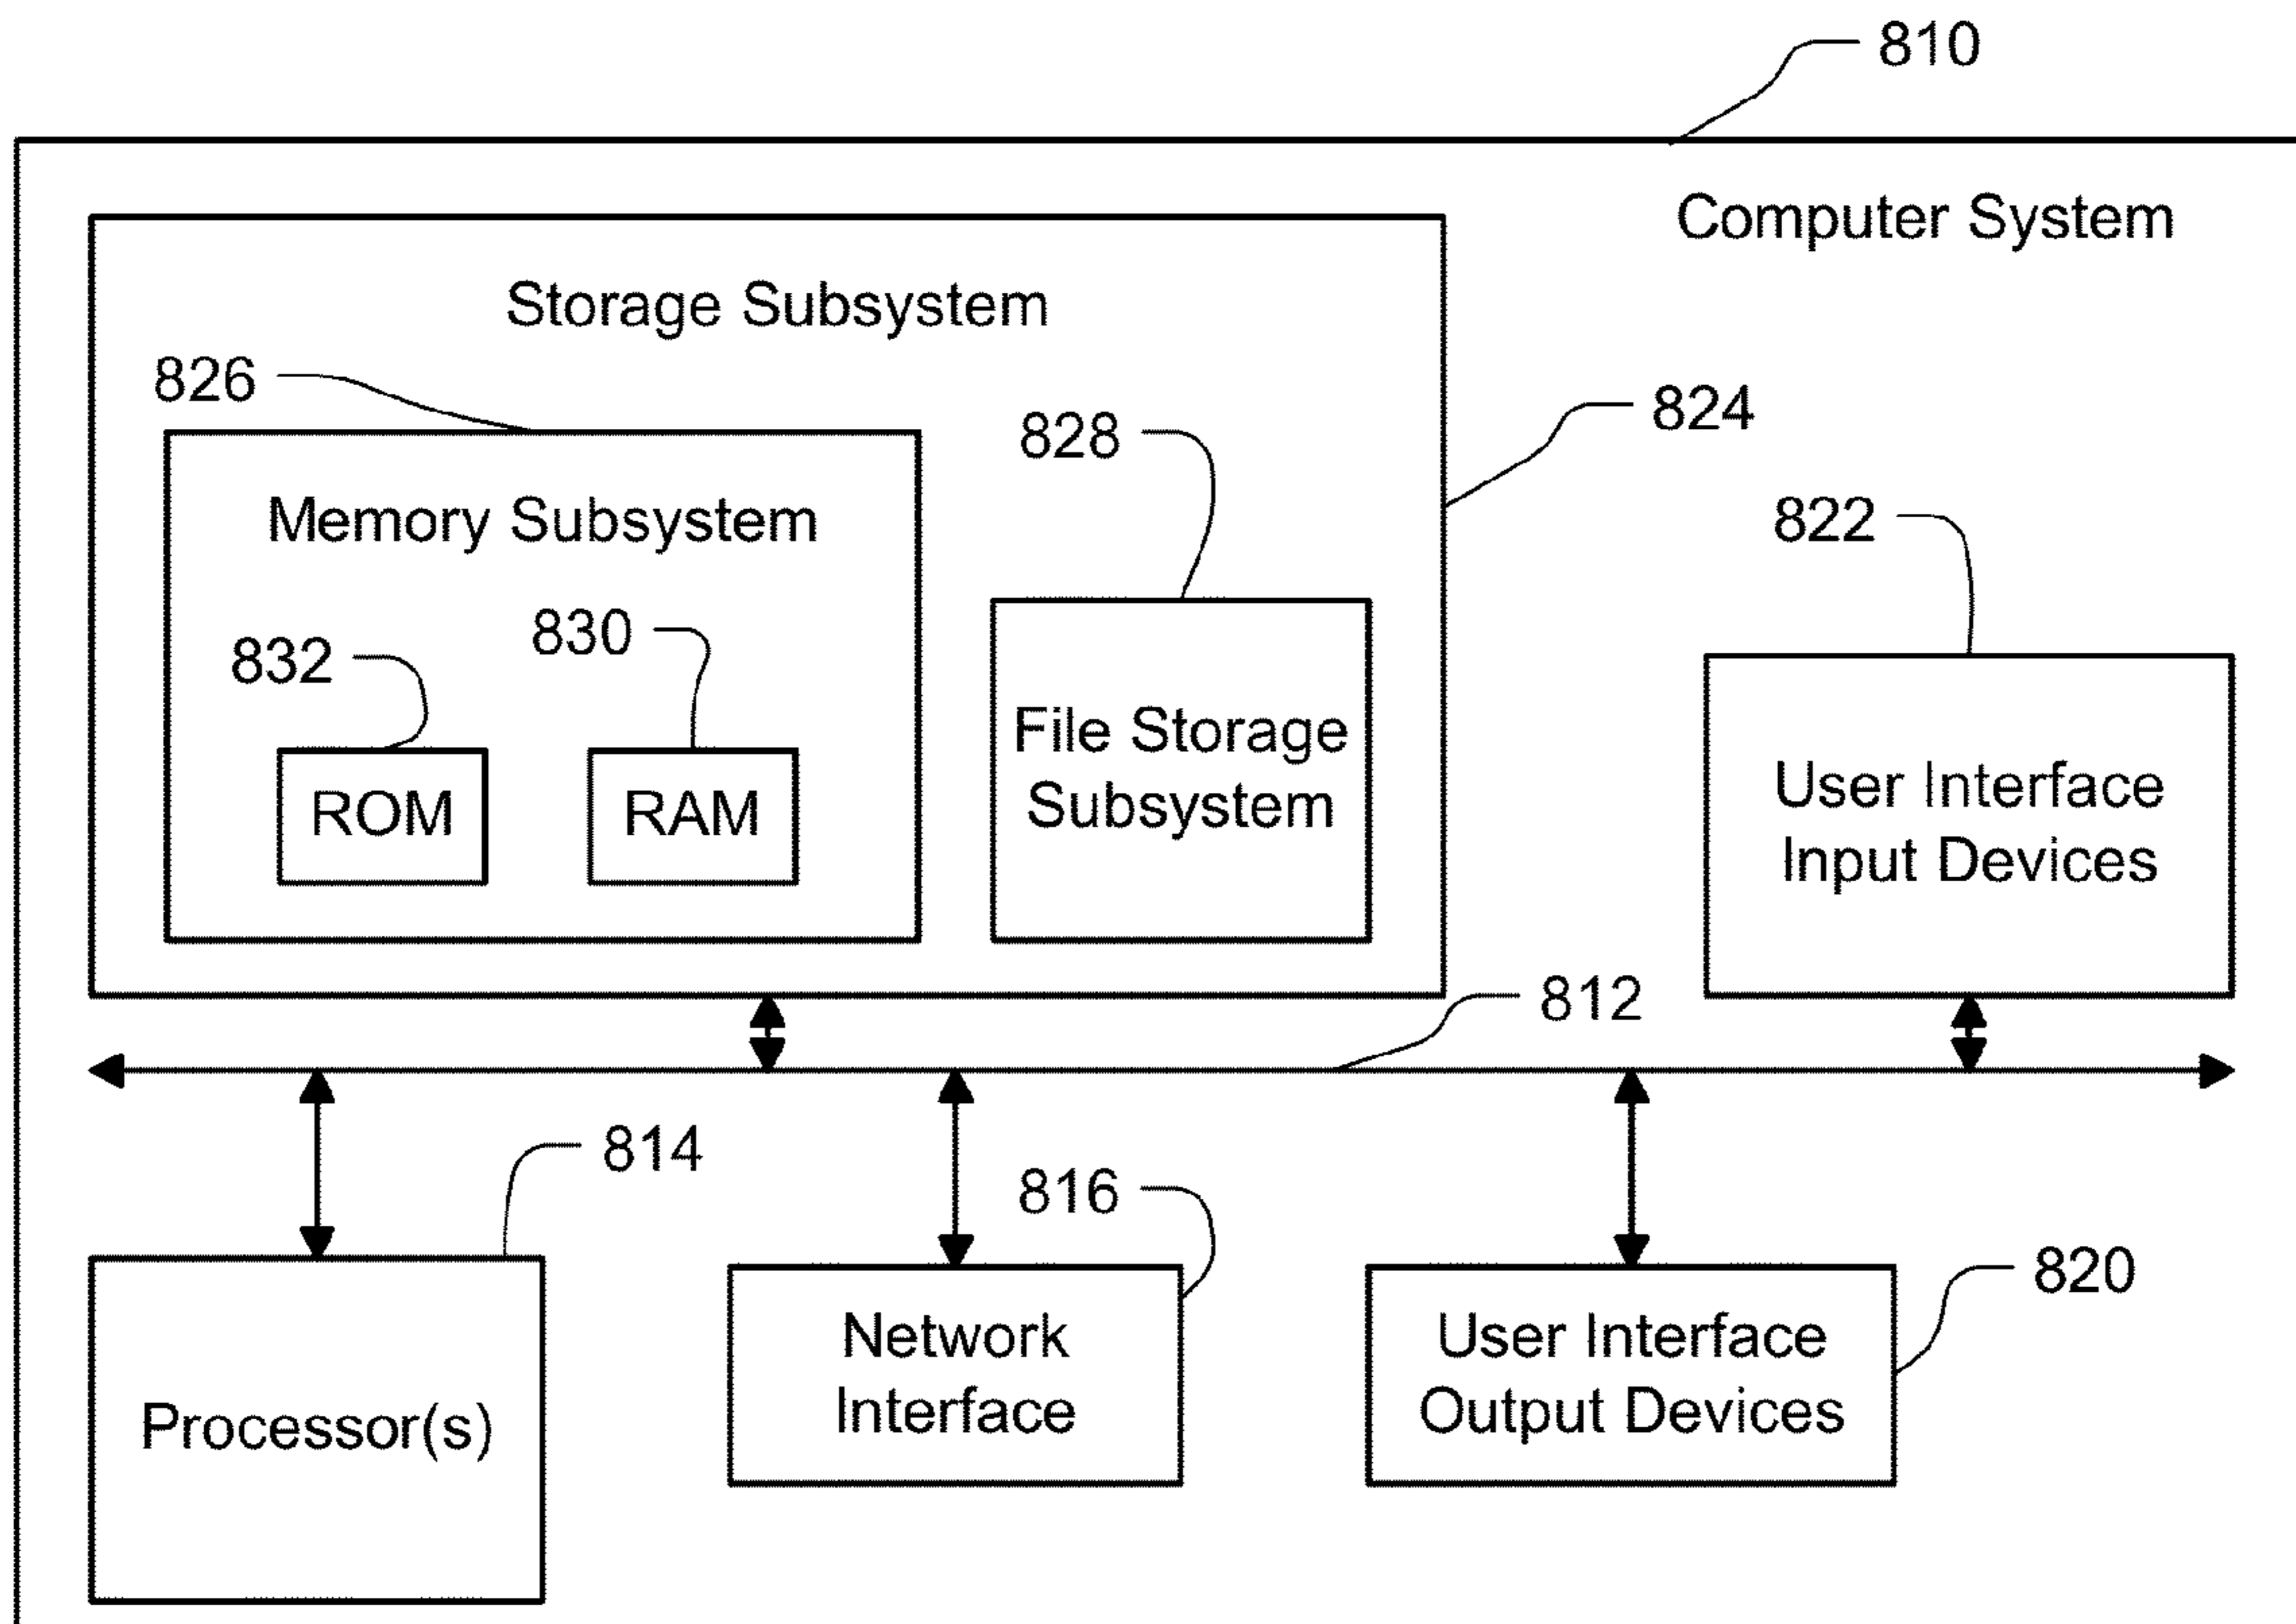 810
Computer System
Storage Subsystem
826
824
828
Memory Subsystem
822
830
832
File Storage
Subsystem
ROM
RAM
User Interface
Input Devices
812
814
816
820
Processor(s)
Network
Interface
User Interface
Output Devices